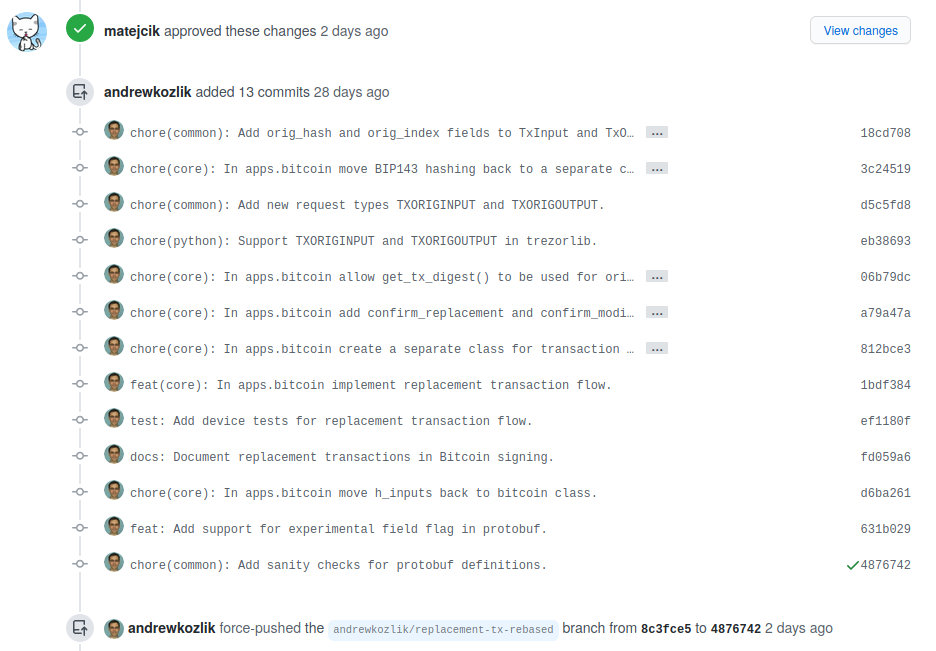 matejcik approved these changes 2 days ago View changes
andrewkozlik added 13 commits 28 days ago
chore(common): Add orig_hash and orig_index fields to TxInput and TxO… … 18cd708
chore(core): In apps.bitcoin move BIP143 hashing back to a separate c… … 3c24519
chore(common): Add new request types TXORIGINPUT and TXORIGOUTPUT. d5c5fd8
chore(python): Support TXORIGINPUT and TXORIGOUTPUT in trezorlib. eb38693
chore(core): In apps.bitcoin allow get_tx_digest() to be used for ori… … 06b79dc
chore(core): In apps.bitcoin add confirm_replacement and confirm_modi… … a79a47a
chore(core): In apps.bitcoin create a separate class for transaction … … 812bce3
feat(core): In apps.bitcoin implement replacement transaction flow. 1bdf384
test: Add device tests for replacement transaction flow. ef1180f
docs: Document replacement transactions in Bitcoin signing. fd059a6
chore(core): In apps.bitcoin move h_inputs back to bitcoin class. d6ba261
feat: Add support for experimental field flag in protobuf. 631b029
chore(common): Add sanity checks for protobuf definitions. 4876742
andrewkozlik force-pushed the andrewkozlik/replacement-tx-rebased branch from 8c3fce5 to 4876742 2 days ago